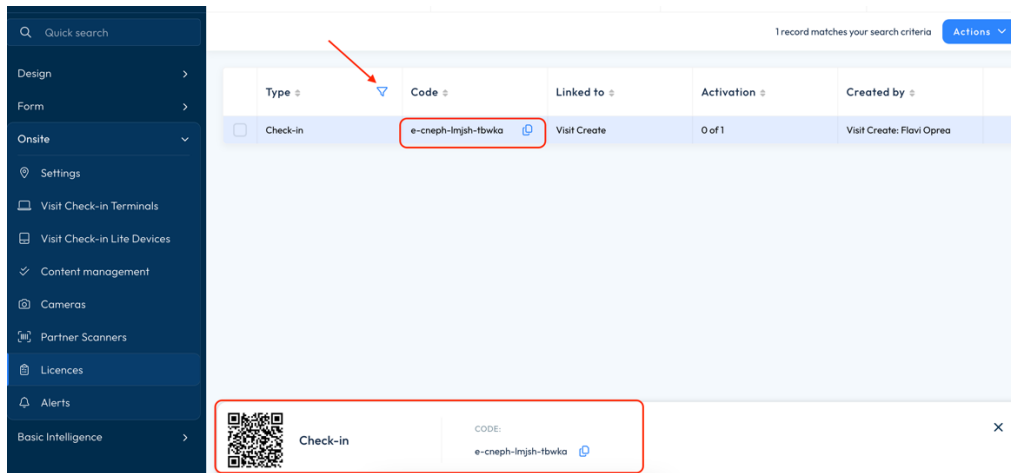 Quick search
1 record matches your search criteria
Actions
Design
Form
Onsite
Settings
Visit Check-in Terminals
Visit Check-in Lite Devices
Content management
Cameras
Partner Scanners
Licences
Alerts
Basic Intelligence
Type Code Linked to Activation Created by
Check-in e-cneph-lmjsh-tbwka Visit Create 0 of 1 Visit Create: Flavi Oprea
Check-in
CODE:
e-cneph-lmjsh-tbwka